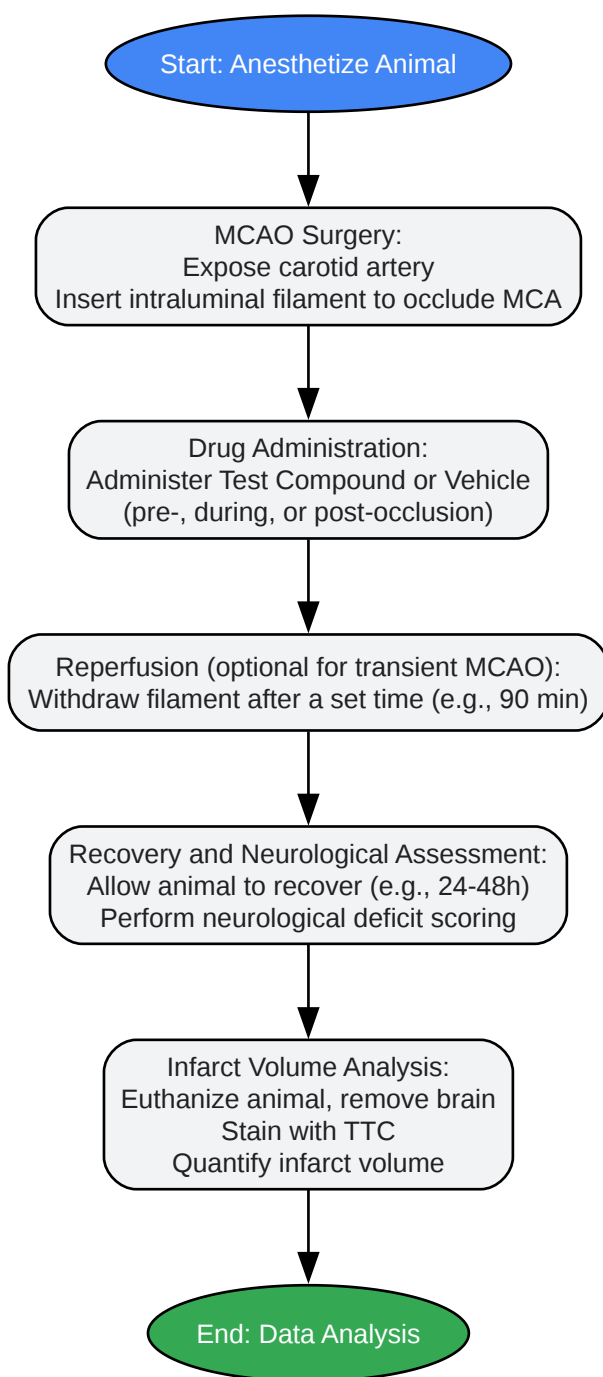 Start: Anesthetize Animal
MCAO Surgery:
Expose carotid artery
Insert intraluminal filament to occlude MCA
Drug Administration:
Administer Test Compound or Vehicle
(pre-, during, or post-occlusion)
Reperfusion (optional for transient MCAO):
Withdraw filament after a set time (e.g., 90 min)
Recovery and Neurological Assessment:
Allow animal to recover (e.g., 24-48h)
Perform neurological deficit scoring
Infarct Volume Analysis:
Euthanize animal, remove brain
Stain with TTC
Quantify infarct volume
End: Data Analysis